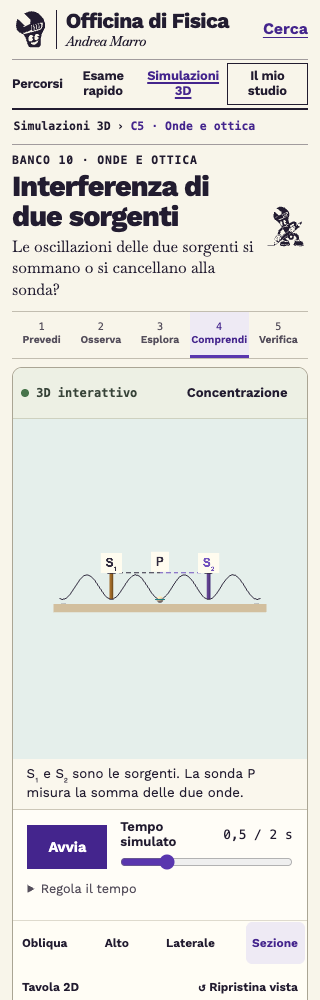 Officina di Fisica
Andrea Marro
Cerca
Percorsi
Esame rapido
Simulazioni 3D
Il mio studio
Simulazioni 3D › C5 · Onde e ottica
BANCO 10 · ONDE E OTTICA
Interferenza di
due sorgenti
Le oscillazioni delle due sorgenti si
sommano o si cancellano alla
sonda?
1 Prevedi
2 Osserva
3 Esplora
4 Comprendi
5 Verifica
3D interattivo
Concentrazione
S₁
P
S₂
S₁ e S₂ sono le sorgenti. La sonda P
misura la somma delle due onde.
Avvia
Tempo
simulato
0,5 / 2 s
▶ Regola il tempo
Obliqua
Alto
Laterale
Sezione
Tavola 2D
↺ Ripristina vista